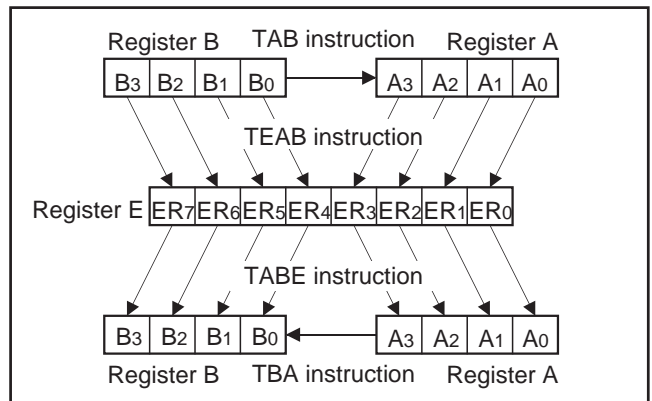 Register B TAB instruction Register A
B3 B2 B1 B0 A3 A2 A1 A0
TEAB instruction
Register E ER7 ER6 ER5 ER4 ER3 ER2 ER1 ER0
TABE instruction
B3 B2 B1 B0 A3 A2 A1 A0
Register B TBA instruction Register A